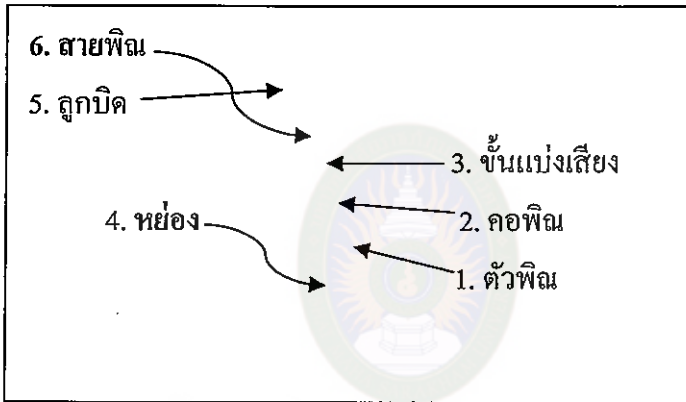 6. สายพิณ
5. ลูกบิด
3. ขั้นแบ่งเสียง
4. หย่อง
2. คอพิณ
1. ตัวพิณ